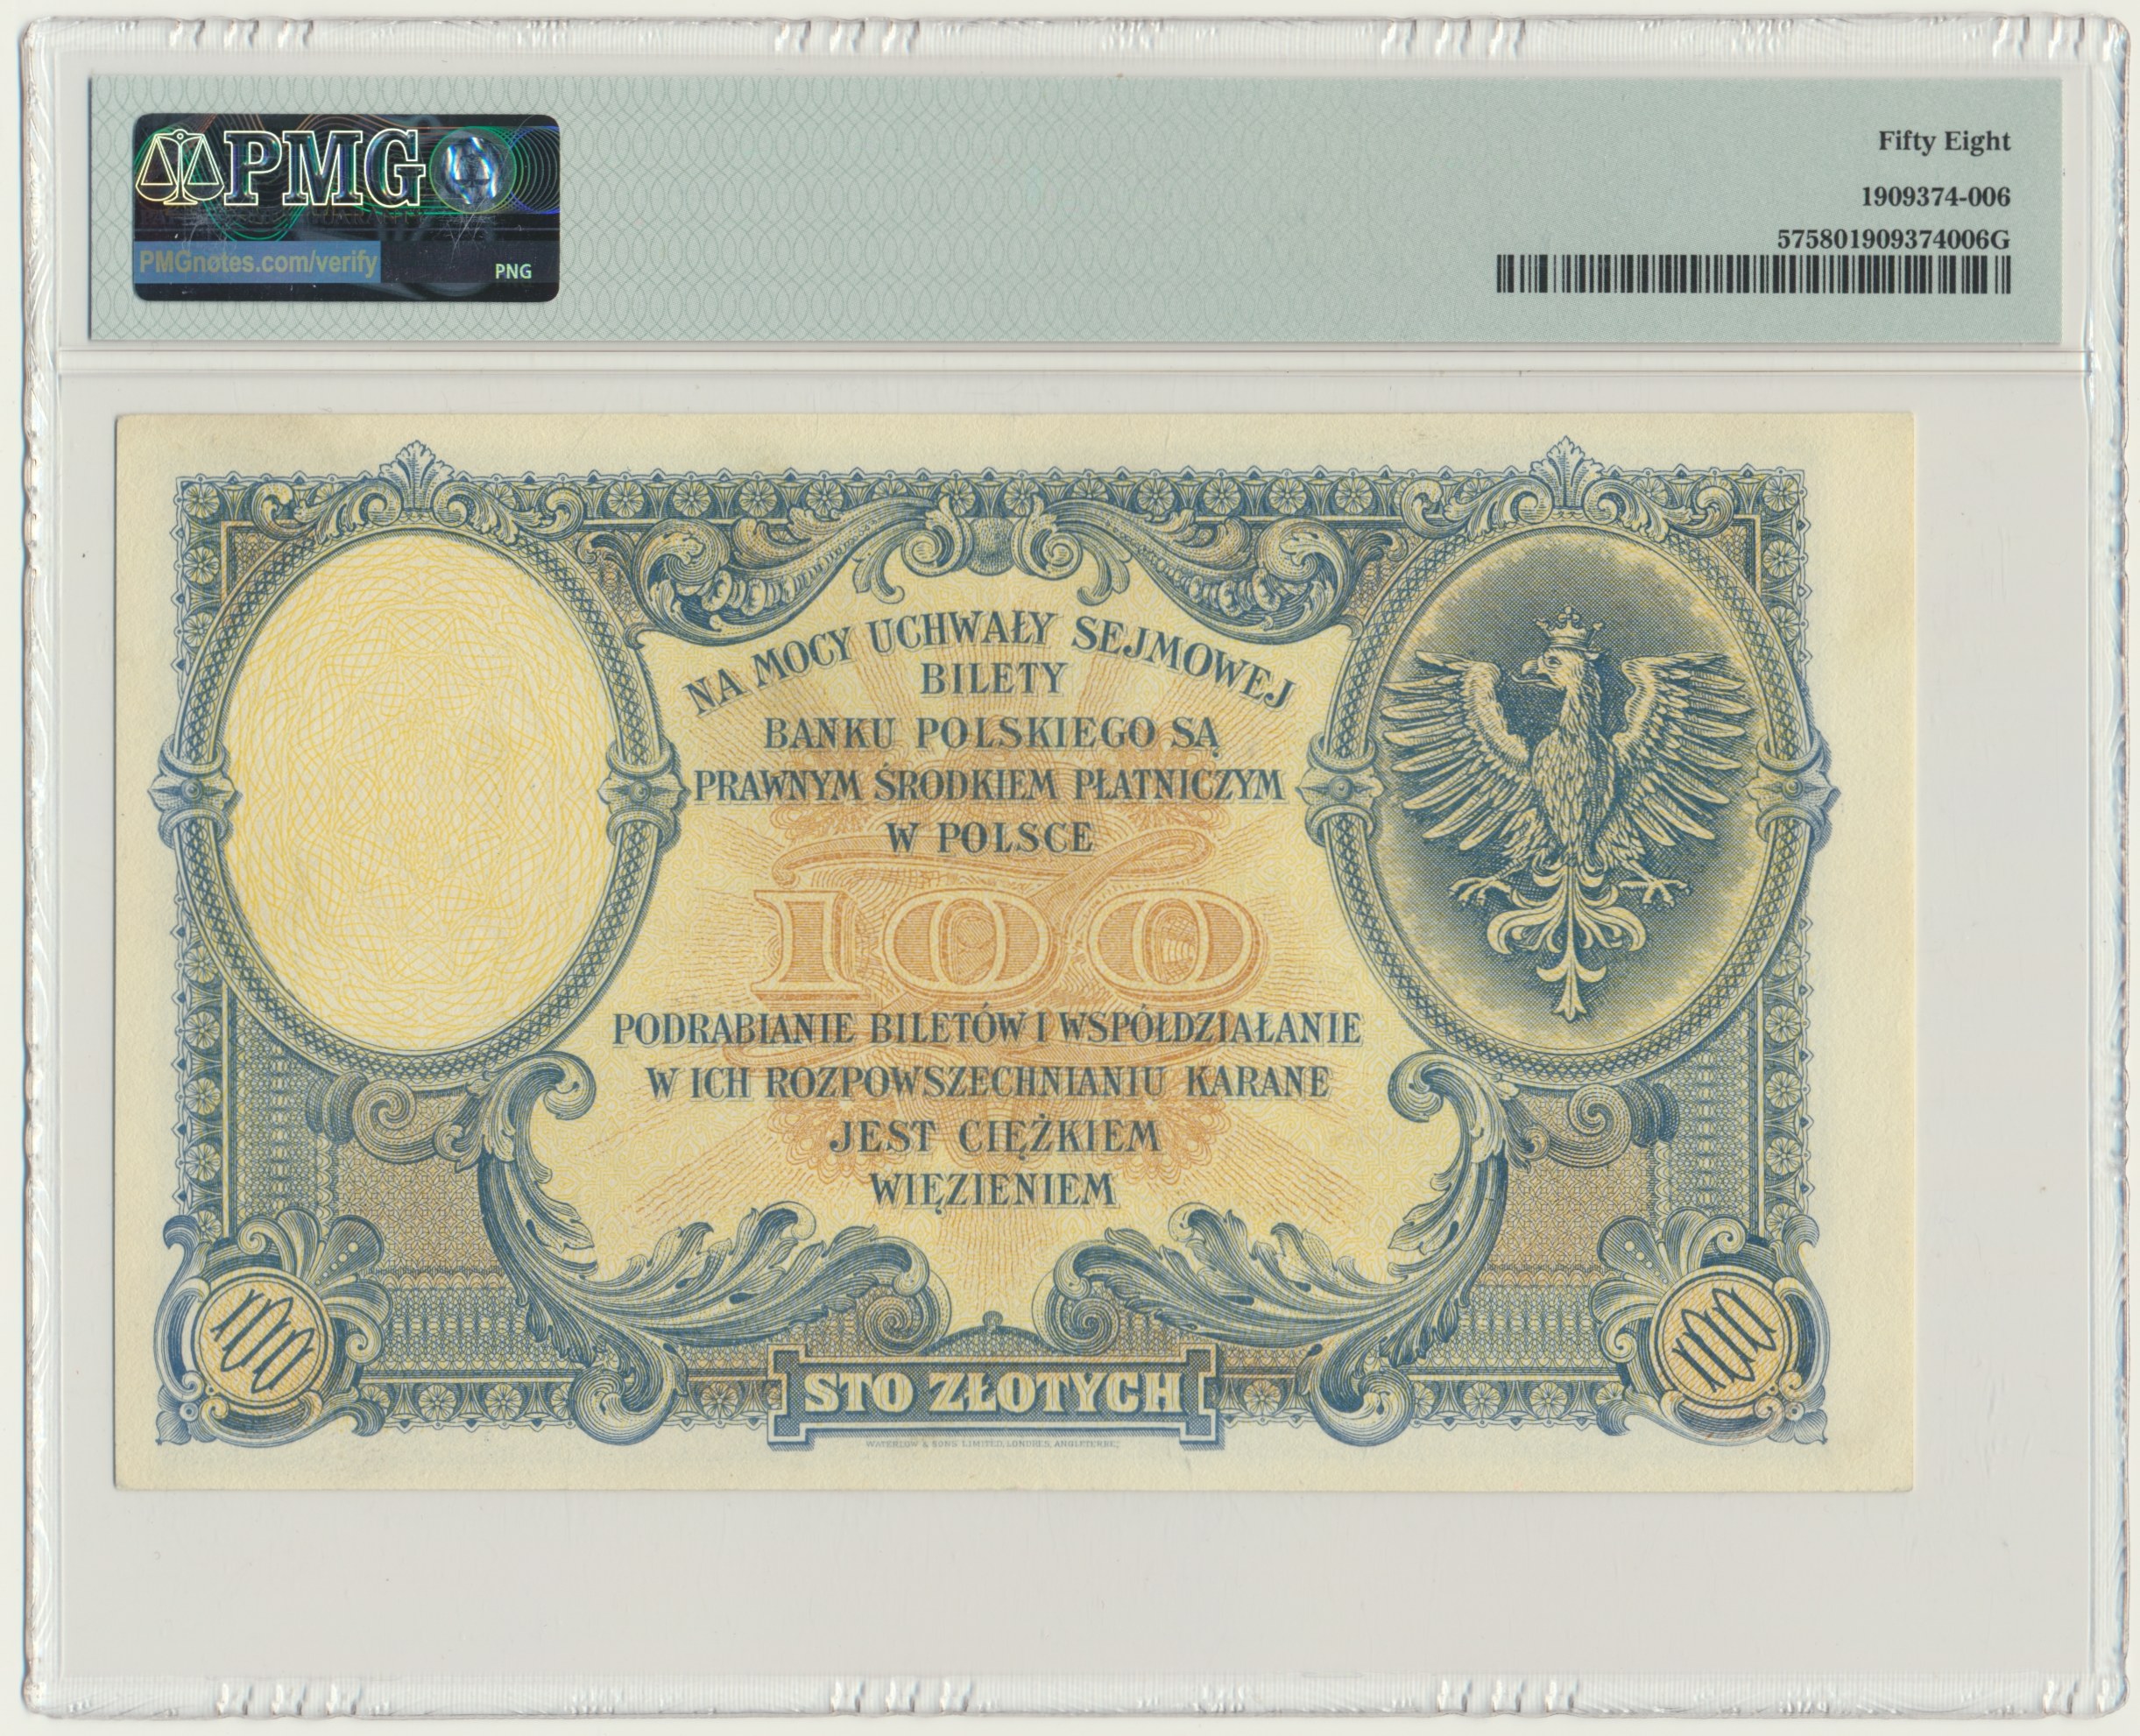 PMG
PMGnotes.com/verify
PNG
Fifty Eight
1909374-006
575801909374006G
NA MOCY UCHWAŁY SEJMOWEJ
BILETY
BANKU POLSKIEGO SĄ
PRAWNYM ŚRODKIEM PŁATNICZYM
W POLSCE
100
PODRABIANIE BILETÓW I WSPÓŁDZIAŁANIE
W ICH ROZPOWSZECHNIANIU KARANE
JEST CIĘŻKIEM
WIĘZIENIEM
100
100
STO ZŁOTYCH
WATERLOW & SONS LIMITED, LONDRES, ANGLETERRE.